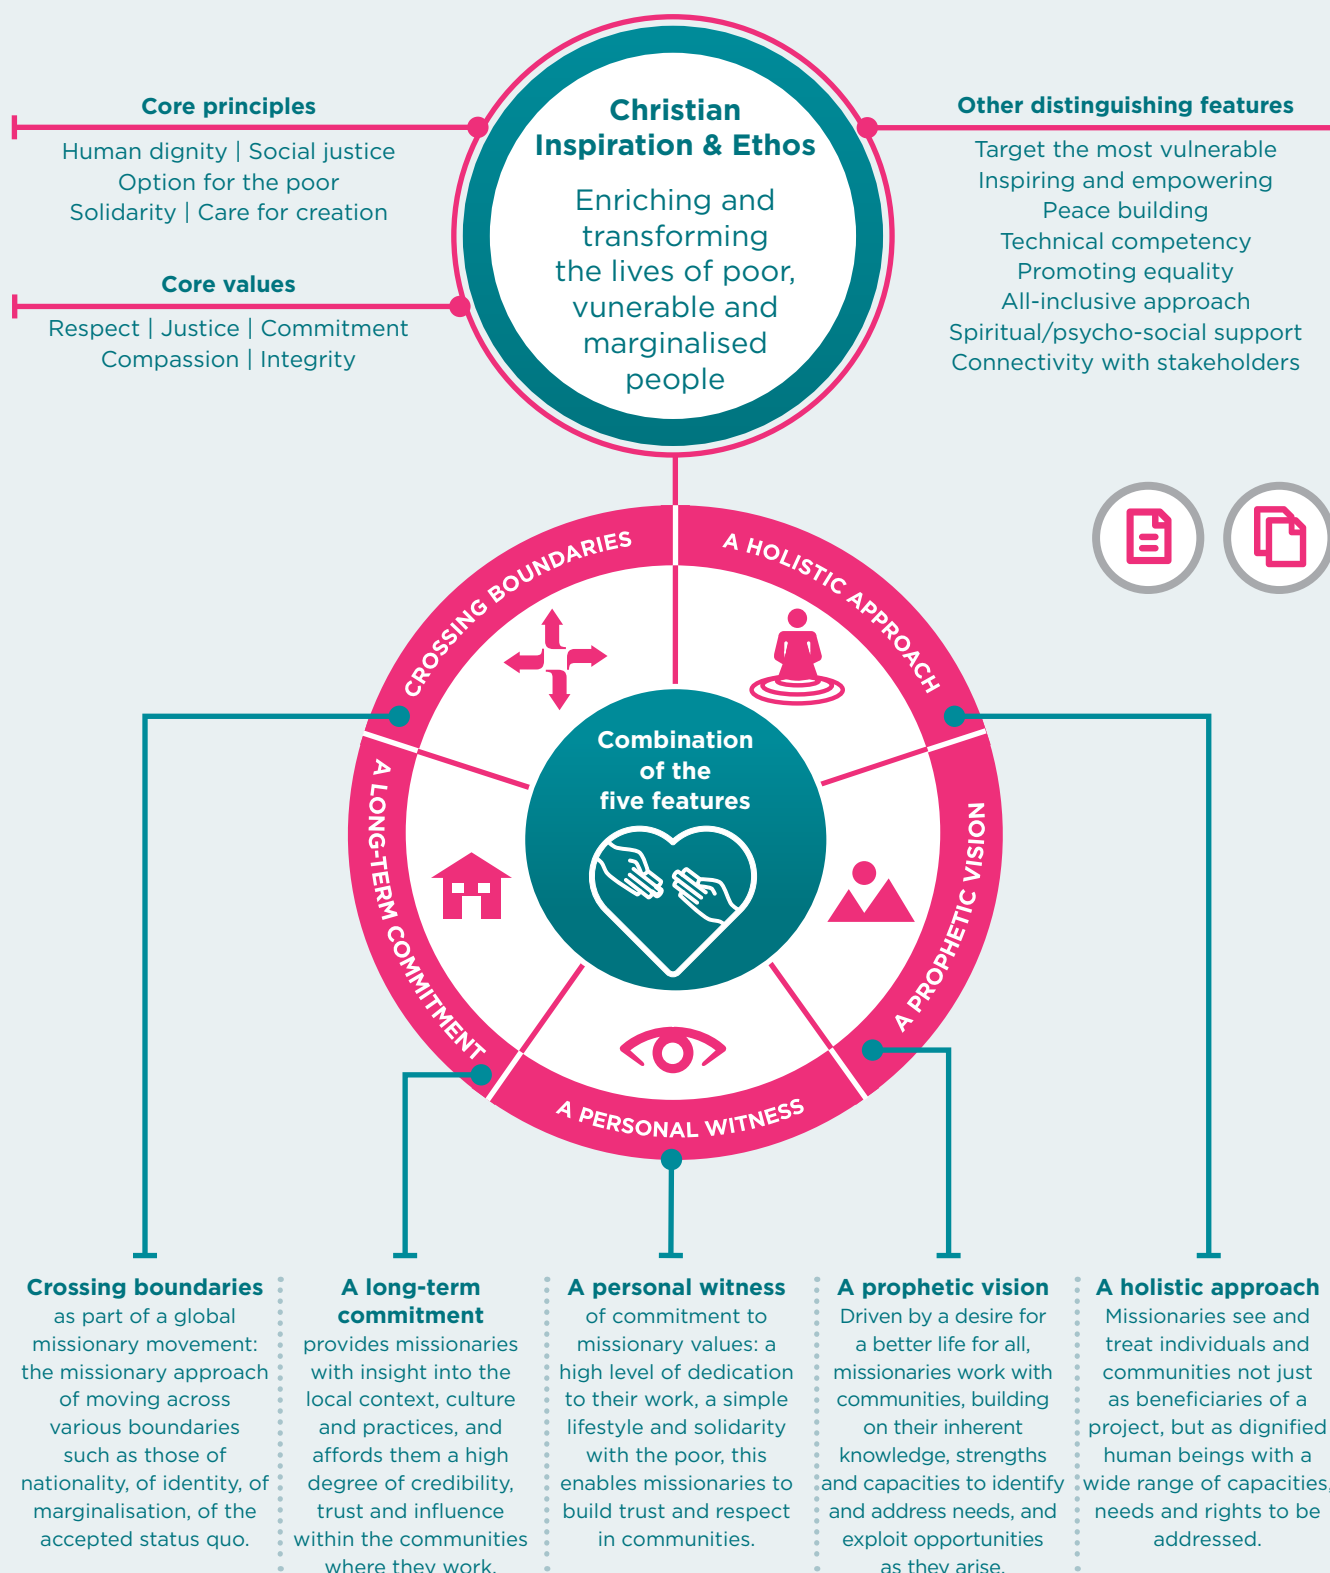 Core principles
Human dignity | Social justice
Option for the poor
Solidarity | Care for creation
Core values
Respect | Justice | Commitment
Compassion | Integrity
Christian
Inspiration & Ethos
Enriching and
transforming
the lives of poor,
vunerable and
marginalised
people
Other distinguishing features
Target the most vulnerable
Inspiring and empowering
Peace building
Technical competency
Promoting equality
All-inclusive approach
Spiritual/psycho-social support
Connectivity with stakeholders
CROSSING BOUNDARIES
A HOLISTIC APPROACH
A LONG-TERM COMMITMENT
A PROPHETIC VISION
A PERSONAL WITNESS
Combination
of the
five features
Crossing boundaries
as part of a global
missionary movement:
the missionary approach
of moving across
various boundaries
such as those of
nationality, of identity, of
marginalisation, of the
accepted status quo.
A long-term
commitment
provides missionaries
with insight into the
local context, culture
and practices, and
affords them a high
degree of credibility,
trust and influence
within the communities
where they work.
A personal witness
of commitment to
missionary values: a
high level of dedication
to their work, a simple
lifestyle and solidarity
with the poor, this
enables missionaries to
build trust and respect
in communities.
A prophetic vision
Driven by a desire for
a better life for all,
missionaries work with
communities, building
on their inherent
knowledge, strengths
and capacities to identify
and address needs, and
exploit opportunities
as they arise.
A holistic approach
Missionaries see and
treat individuals and
communities not just
as beneficiaries of a
project, but as dignified
human beings with a
wide range of capacities,
needs and rights to be
addressed.